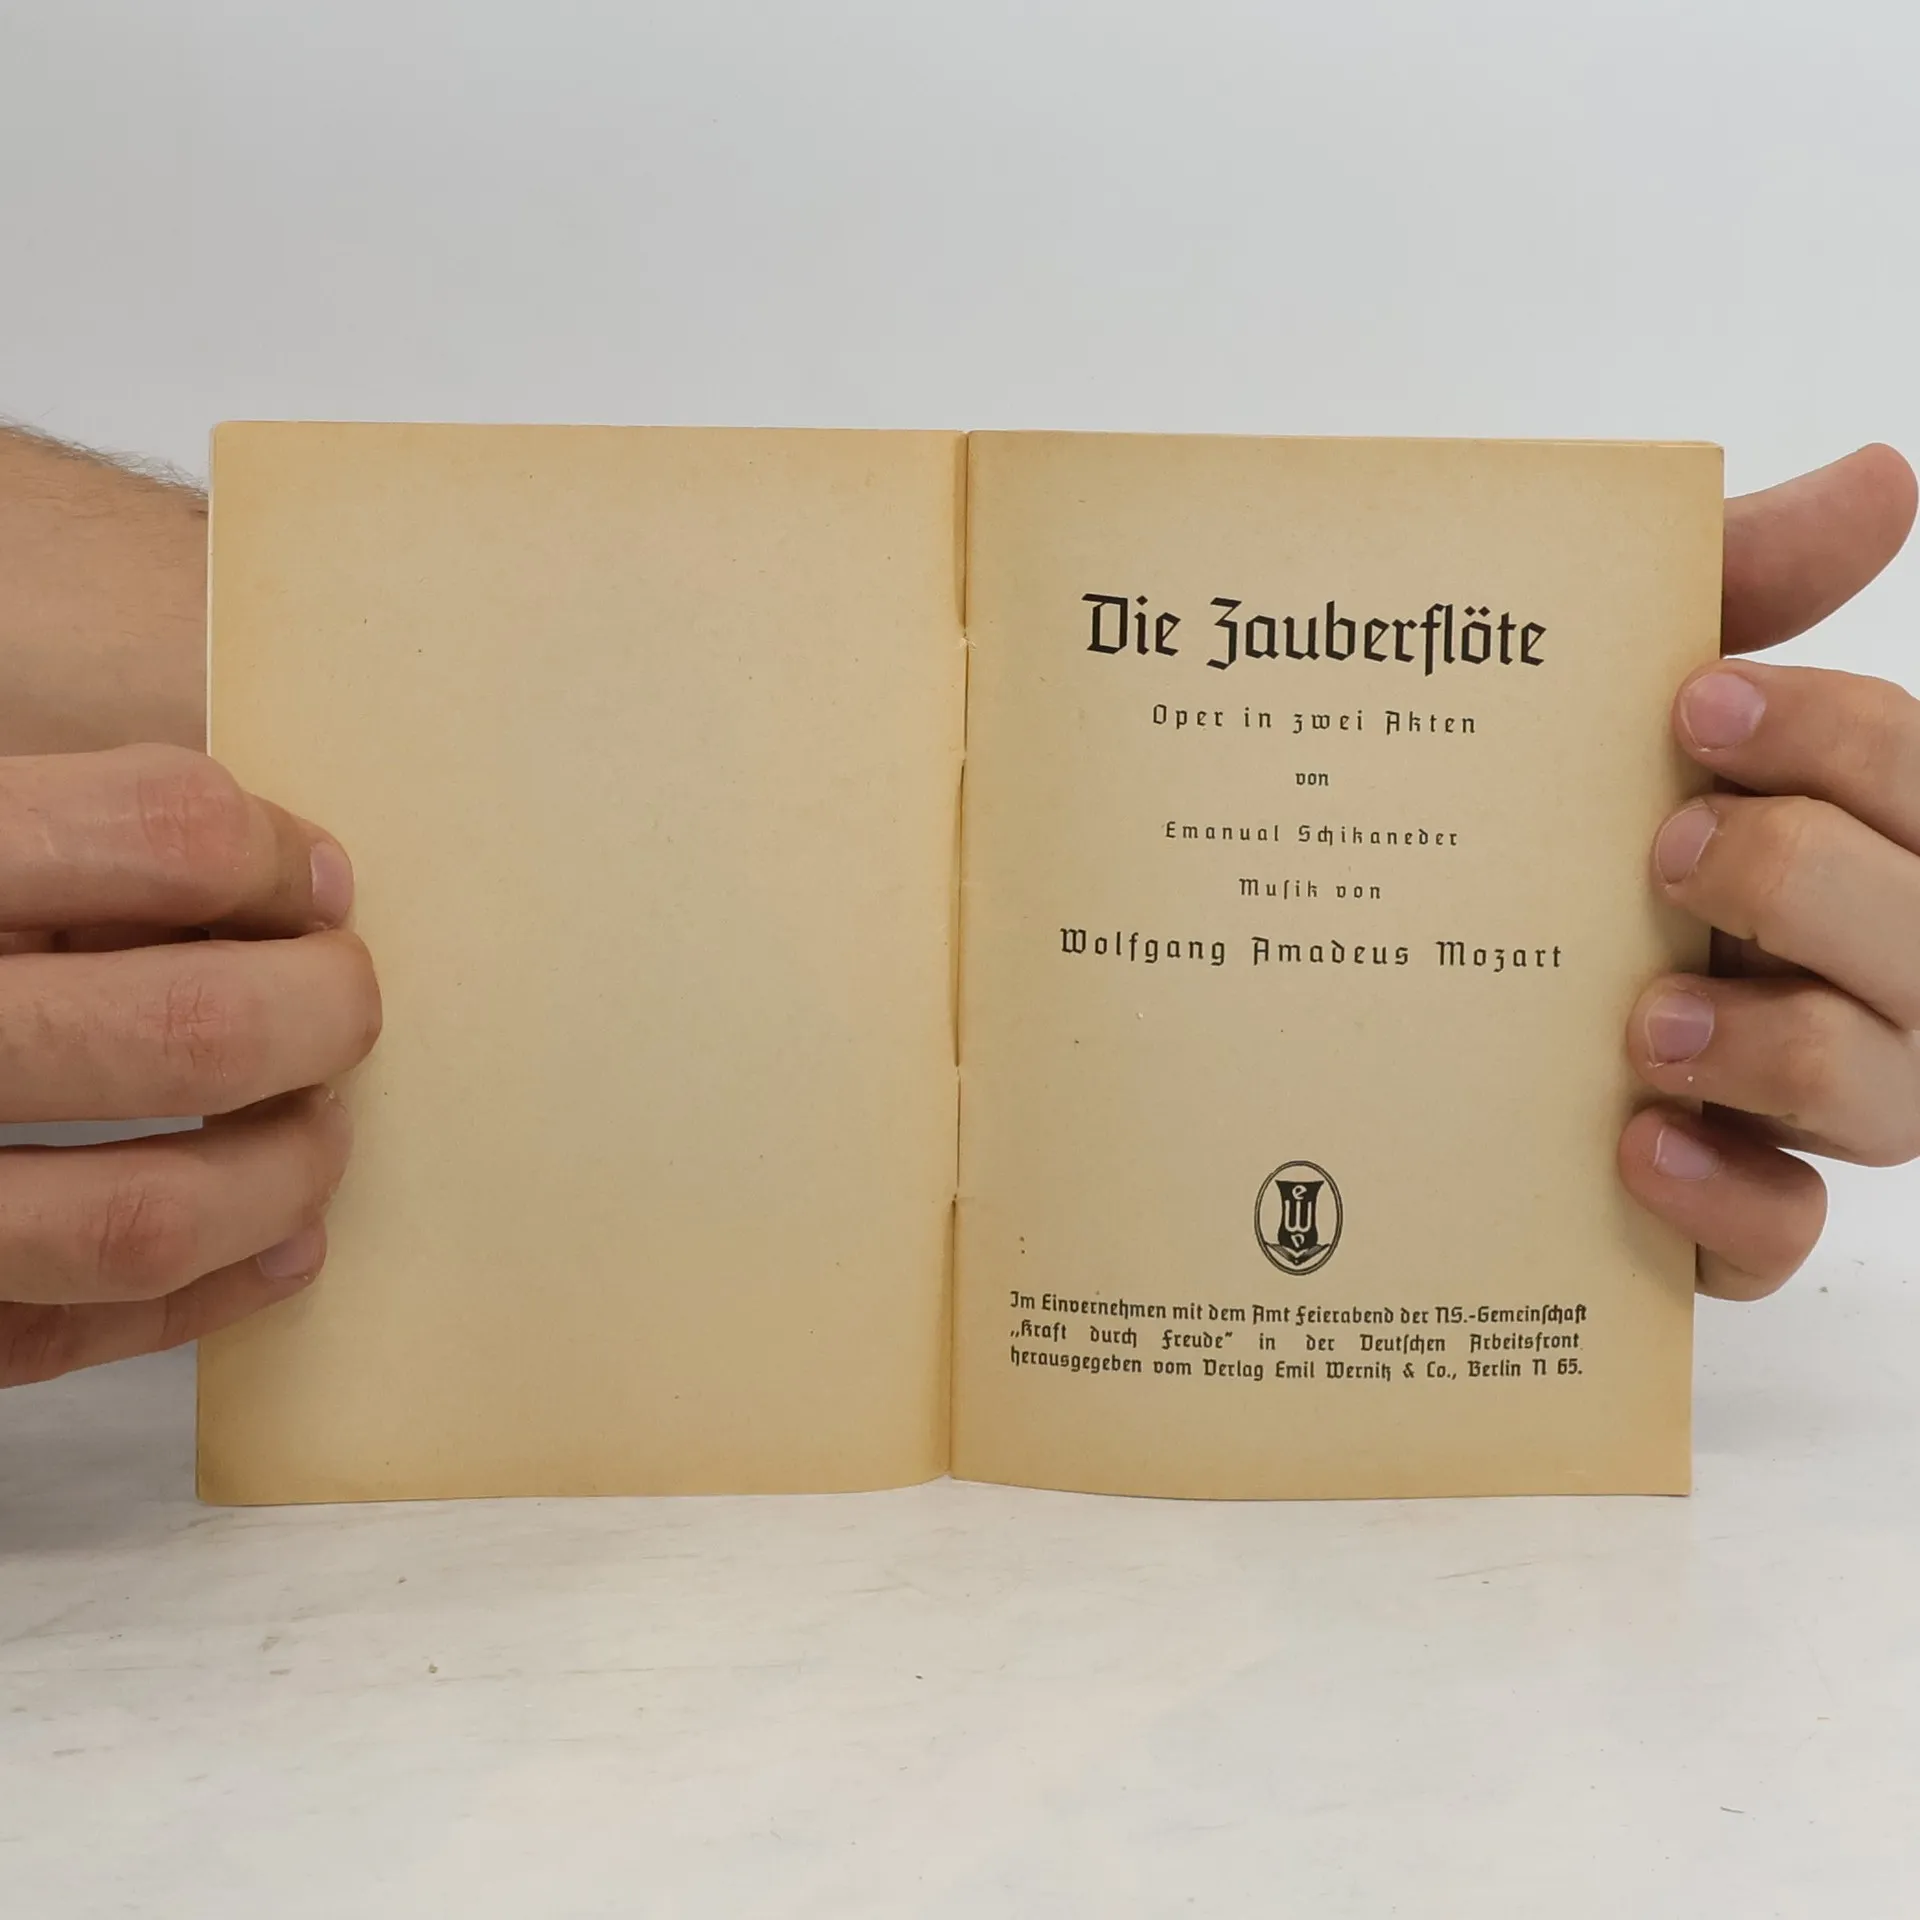 Die Zauberflöte
Oper in zwei Akten
von
Emanual Schikaneder
Muſik von
Wolfgang Amadeus Mozart
e
W
n
Im Einvernehmen mit dem Amt Feierabend der NS.-Gemeinſchaft
„Kraft durch Freude" in der Deutſchen Arbeitsfront
herausgegeben vom Verlag Emil Wernitz & Co., Berlin N 65.